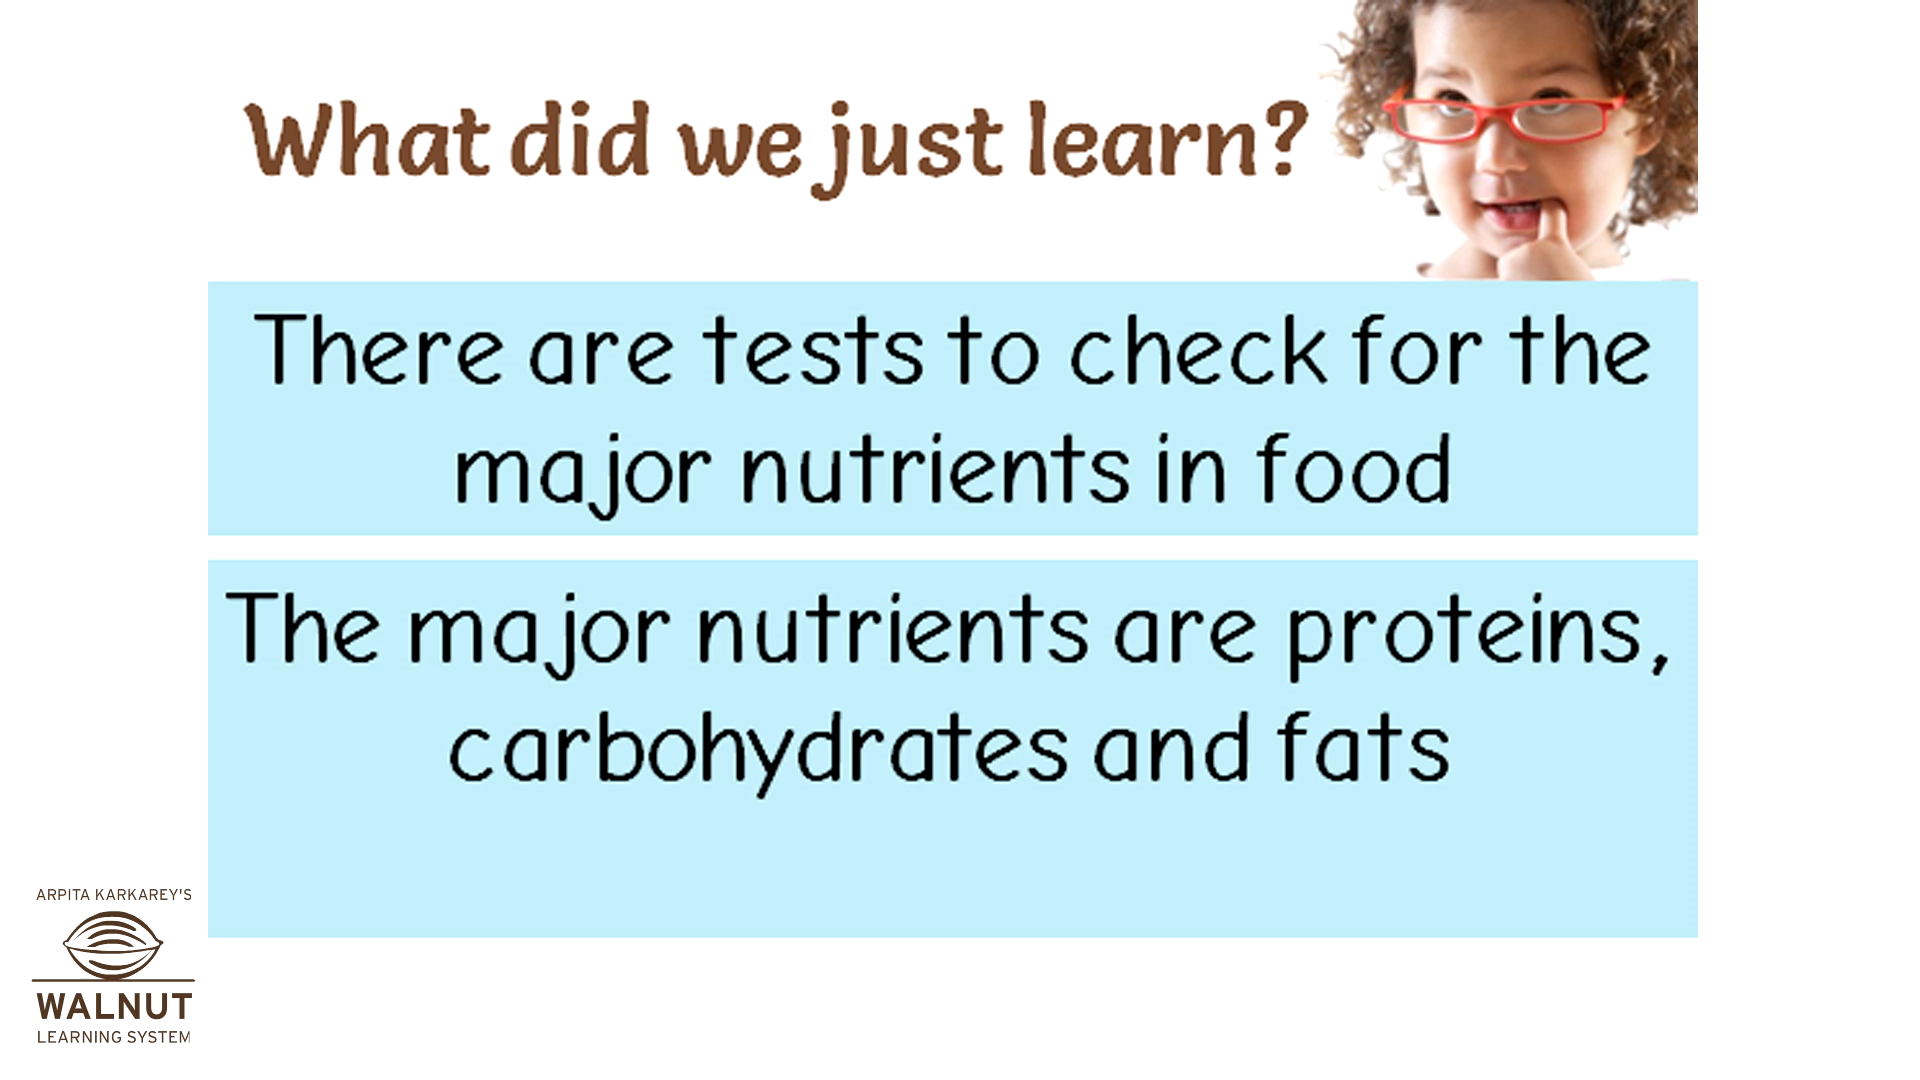 What did we just learn?
There are tests to check for the
major nutrients in food
The major nutrients are proteins,
carbohydrates and fats
ARPITA KARKAREY'S
WALNUT
LEARNING SYSTEM